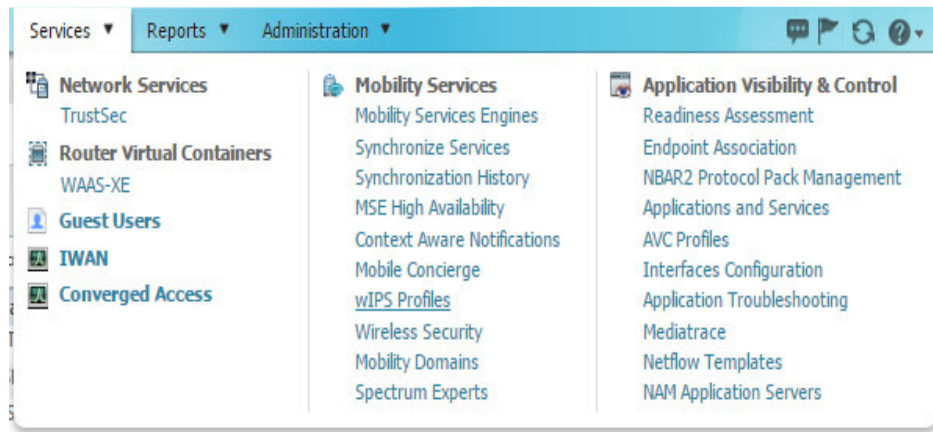 Services ▼ Reports ▼ Administration ▼
Network Services
TrustSec
Router Virtual Containers
WAAS-XE
Guest Users
IWAN
Converged Access
Mobility Services
Mobility Services Engines
Synchronize Services
Synchronization History
MSE High Availability
Context Aware Notifications
Mobile Concierge
wIPS Profiles
Wireless Security
Mobility Domains
Spectrum Experts
Application Visibility & Control
Readiness Assessment
Endpoint Association
NBAR2 Protocol Pack Management
Applications and Services
AVC Profiles
Interfaces Configuration
Application Troubleshooting
Mediatrace
Netflow Templates
NAM Application Servers